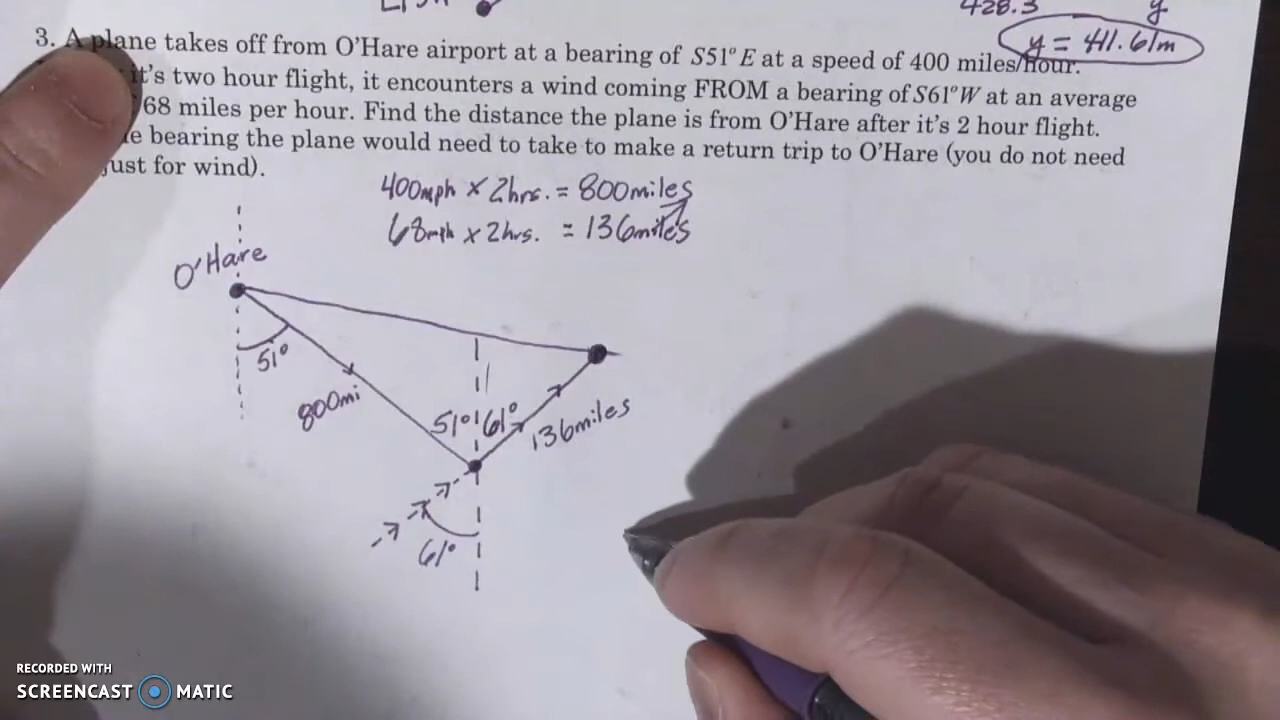 428.3
y
y = 411.61m
3. A plane takes off from O'Hare airport at a bearing of S51° E at a speed of 400 miles/hour.
it's two hour flight, it encounters a wind coming FROM a bearing of S61°W at an average
68 miles per hour. Find the distance the plane is from O'Hare after it's 2 hour flight.
bearing the plane would need to take to make a return trip to O'Hare (you do not need
for wind).
400mph × 2hrs. = 800miles
68mph × 2hrs. = 136miles
O'Hare
51°
800mi
51° 61°
136miles
61°
RECORDED WITH
SCREENCAST MATIC